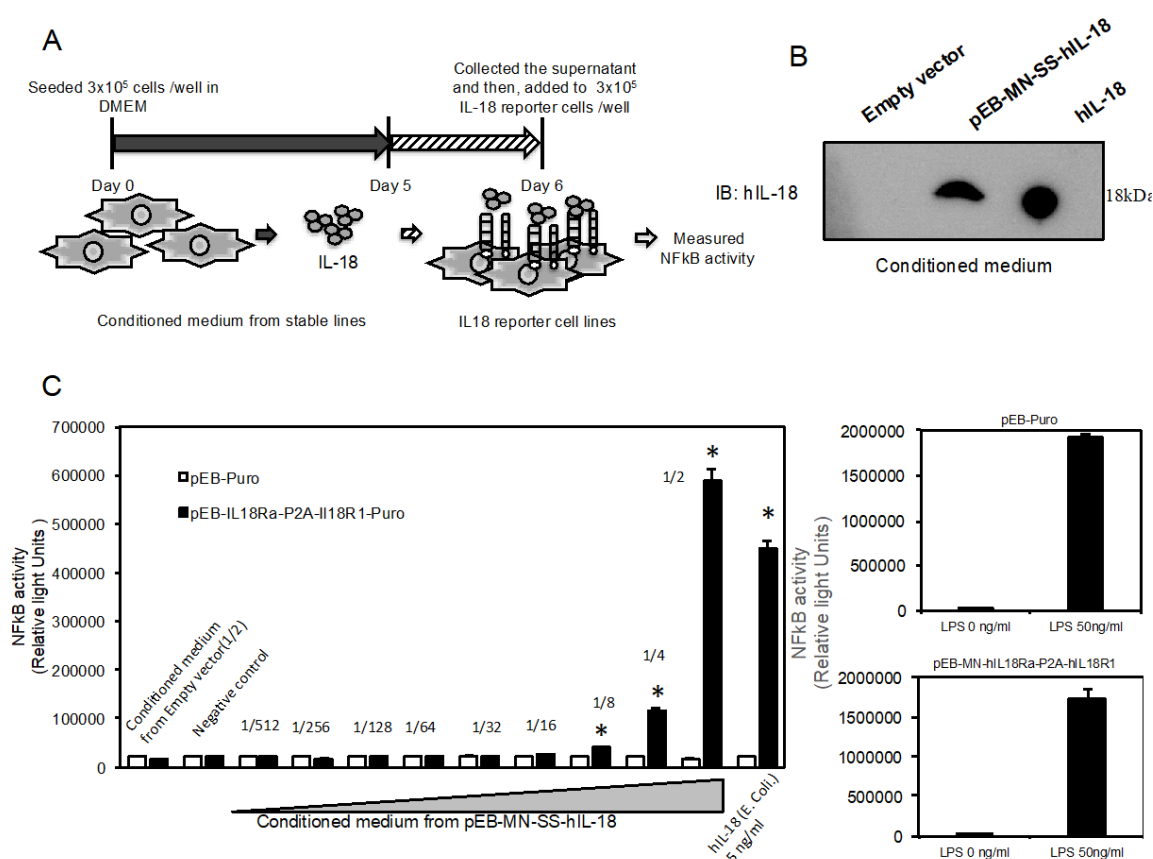 A
Seeded 3x10⁵ cells /well in
DMEM
Collected the supernatant
and then, added to 3x10⁵
IL-18 reporter cells /well
Day 0
Day 5
Day 6
IL-18
Measured
NFkB activity
Conditioned medium from stable lines
IL18 reporter cell lines
B
Empty vector
pEB-MN-SS-hIL-18
hIL-18
IB: hIL-18
18kDa
Conditioned medium
C
NFkB activity
(Relative light Units )
700000
600000
500000
400000
300000
200000
100000
0
pEB-Puro
pEB-IL18Ra-P2A-Il18R1-Puro
Conditioned medium
from Empty vector(1/2)
Negative control
1/512
1/256
1/128
1/64
1/32
1/16
1/8
*
1/4
*
1/2
*
*
Conditioned medium from pEB-MN-SS-hIL-18
hIL-18 (E. Coli.)
5 ng/ml
NFkB activity
(Relative light Units)
pEB-Puro
2000000
1500000
1000000
500000
0
LPS 0 ng/ml
LPS 50ng/ml
pEB-MN-hIL18Ra-P2A-hIL18R1
2000000
1500000
1000000
500000
0
LPS 0 ng/ml
LPS 50ng/ml